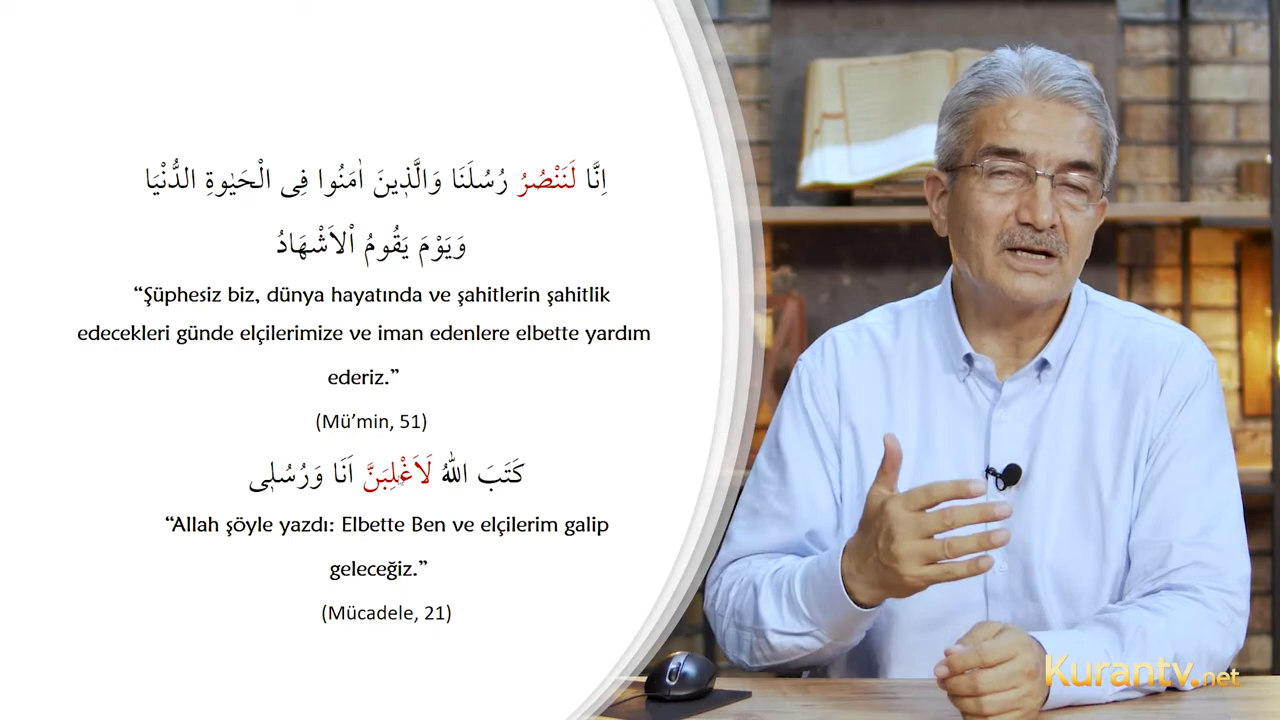 اِنَّا لَنَنْصُرُ رُسُلَنَا وَالَّذ۪ينَ اٰمَنُوا فِى الْحَيٰوةِ الدُّنْيَا
وَيَوْمَ يَقُومُ اْلاَشْهَادُ
“Şüphesiz biz, dünya hayatında ve şahitlerin şahitlik
edecekleri günde elçilerimize ve iman edenlere elbette yardım
ederiz.”
(Mü’min, 51)
كَتَبَ اللهُ لَاَغْلِبَنَّ اَنَا وَرُسُل۪ى
“Allah şöyle yazdı: Elbette Ben ve elçilerim galip
geleceğiz.”
(Mücadele, 21)
Kurantv.net